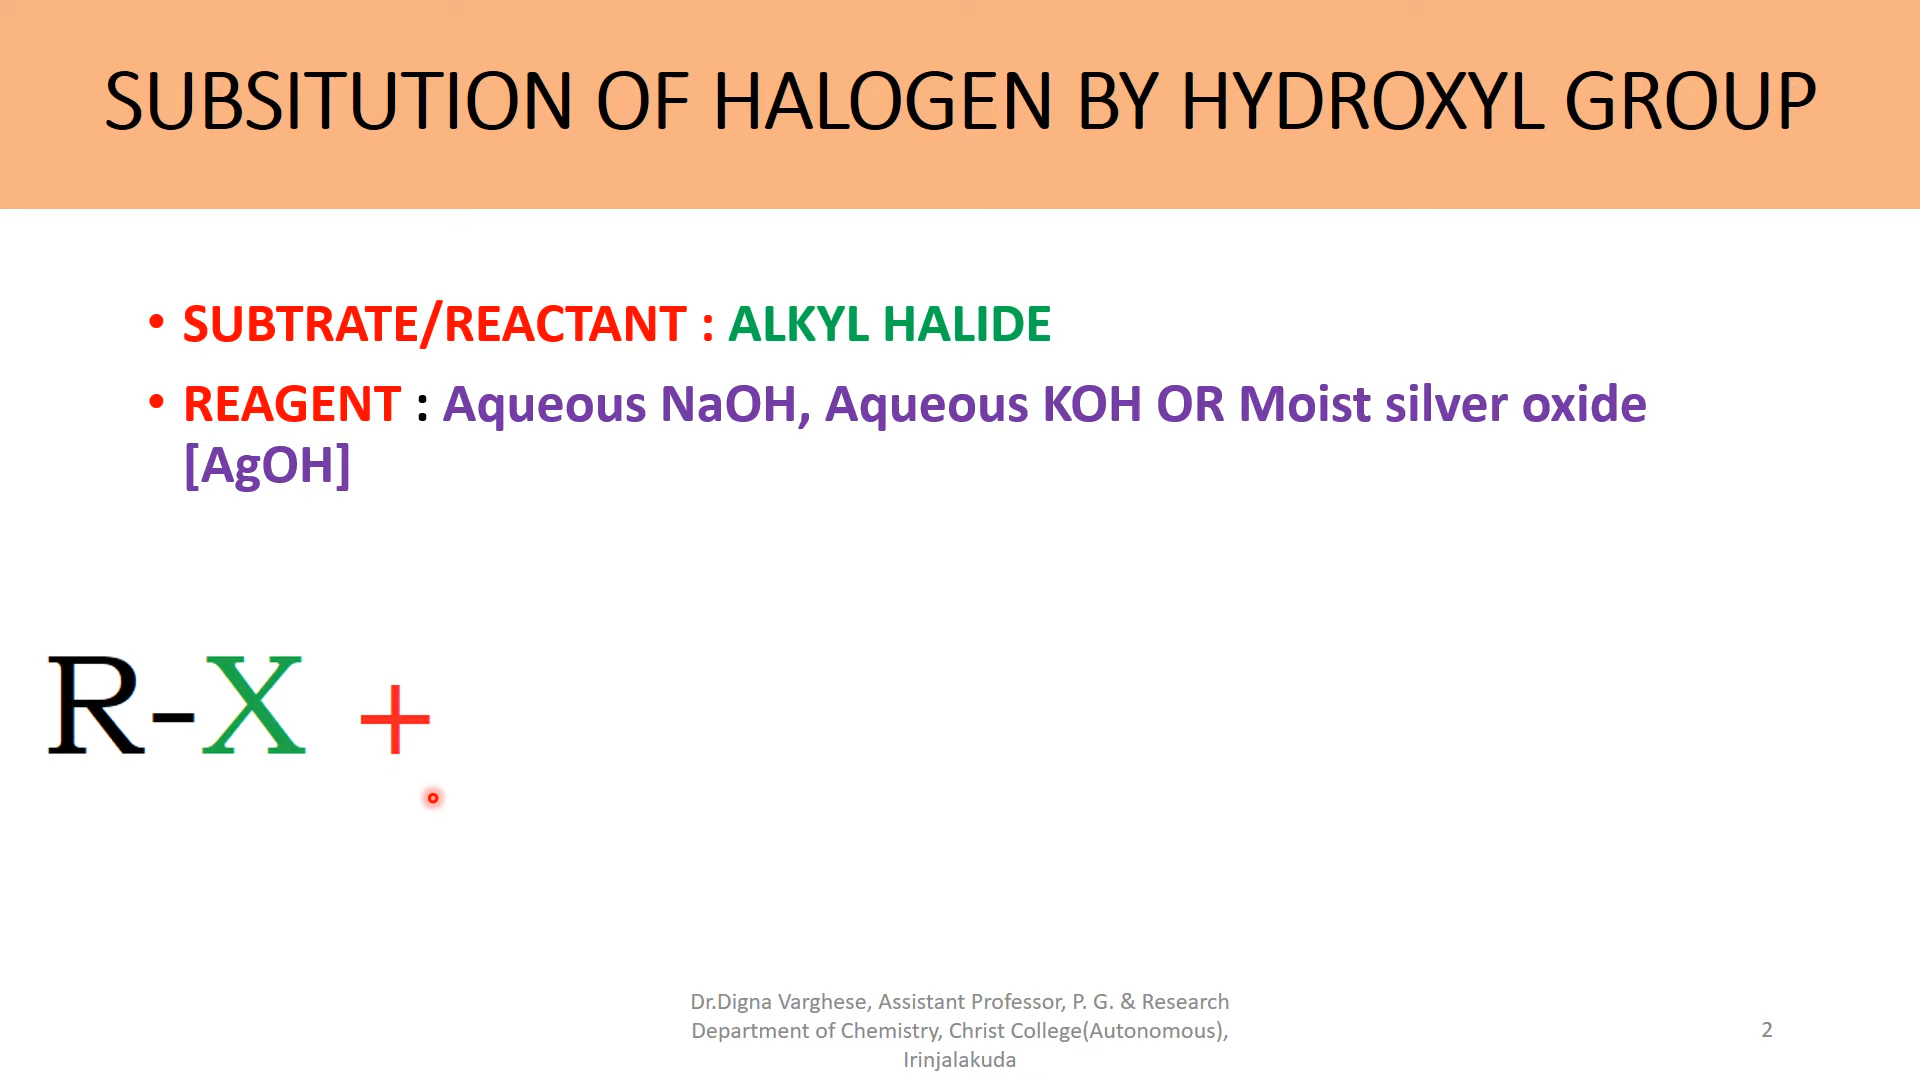 SUBSITUTION OF HALOGEN BY HYDROXYL GROUP
• SUBTRATE/REACTANT : ALKYL HALIDE
• REAGENT : Aqueous NaOH, Aqueous KOH OR Moist silver oxide
[AgOH]
R-X +
Dr.Digna Varghese, Assistant Professor, P. G. & Research
Department of Chemistry, Christ College(Autonomous),
Irinjalakuda
2